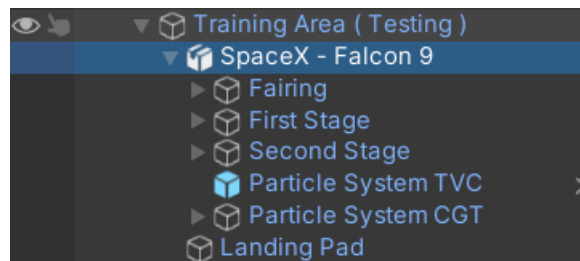 Training Area ( Testing )
SpaceX - Falcon 9
Fairing
First Stage
Second Stage
Particle System TVC
Particle System CGT
Landing Pad